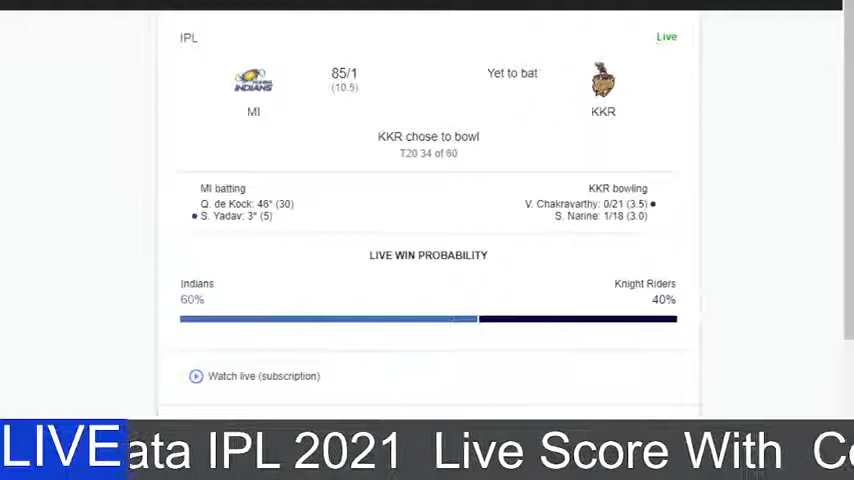 IPL
Live
85/1
(10.5)
Yet to bat
INDIANS
MI
KKR
KKR chose to bowl
T20 34 of 60
MI batting
Q. de Kock: 46* (30)
S. Yadav: 3* (5)
KKR bowling
V. Chakravarthy: 0/21 (3.5)
S. Narine: 1/18 (3.0)
LIVE WIN PROBABILITY
Indians
60%
Knight Riders
40%
Watch live (subscription)
LIVE ata IPL 2021 Live Score With Co